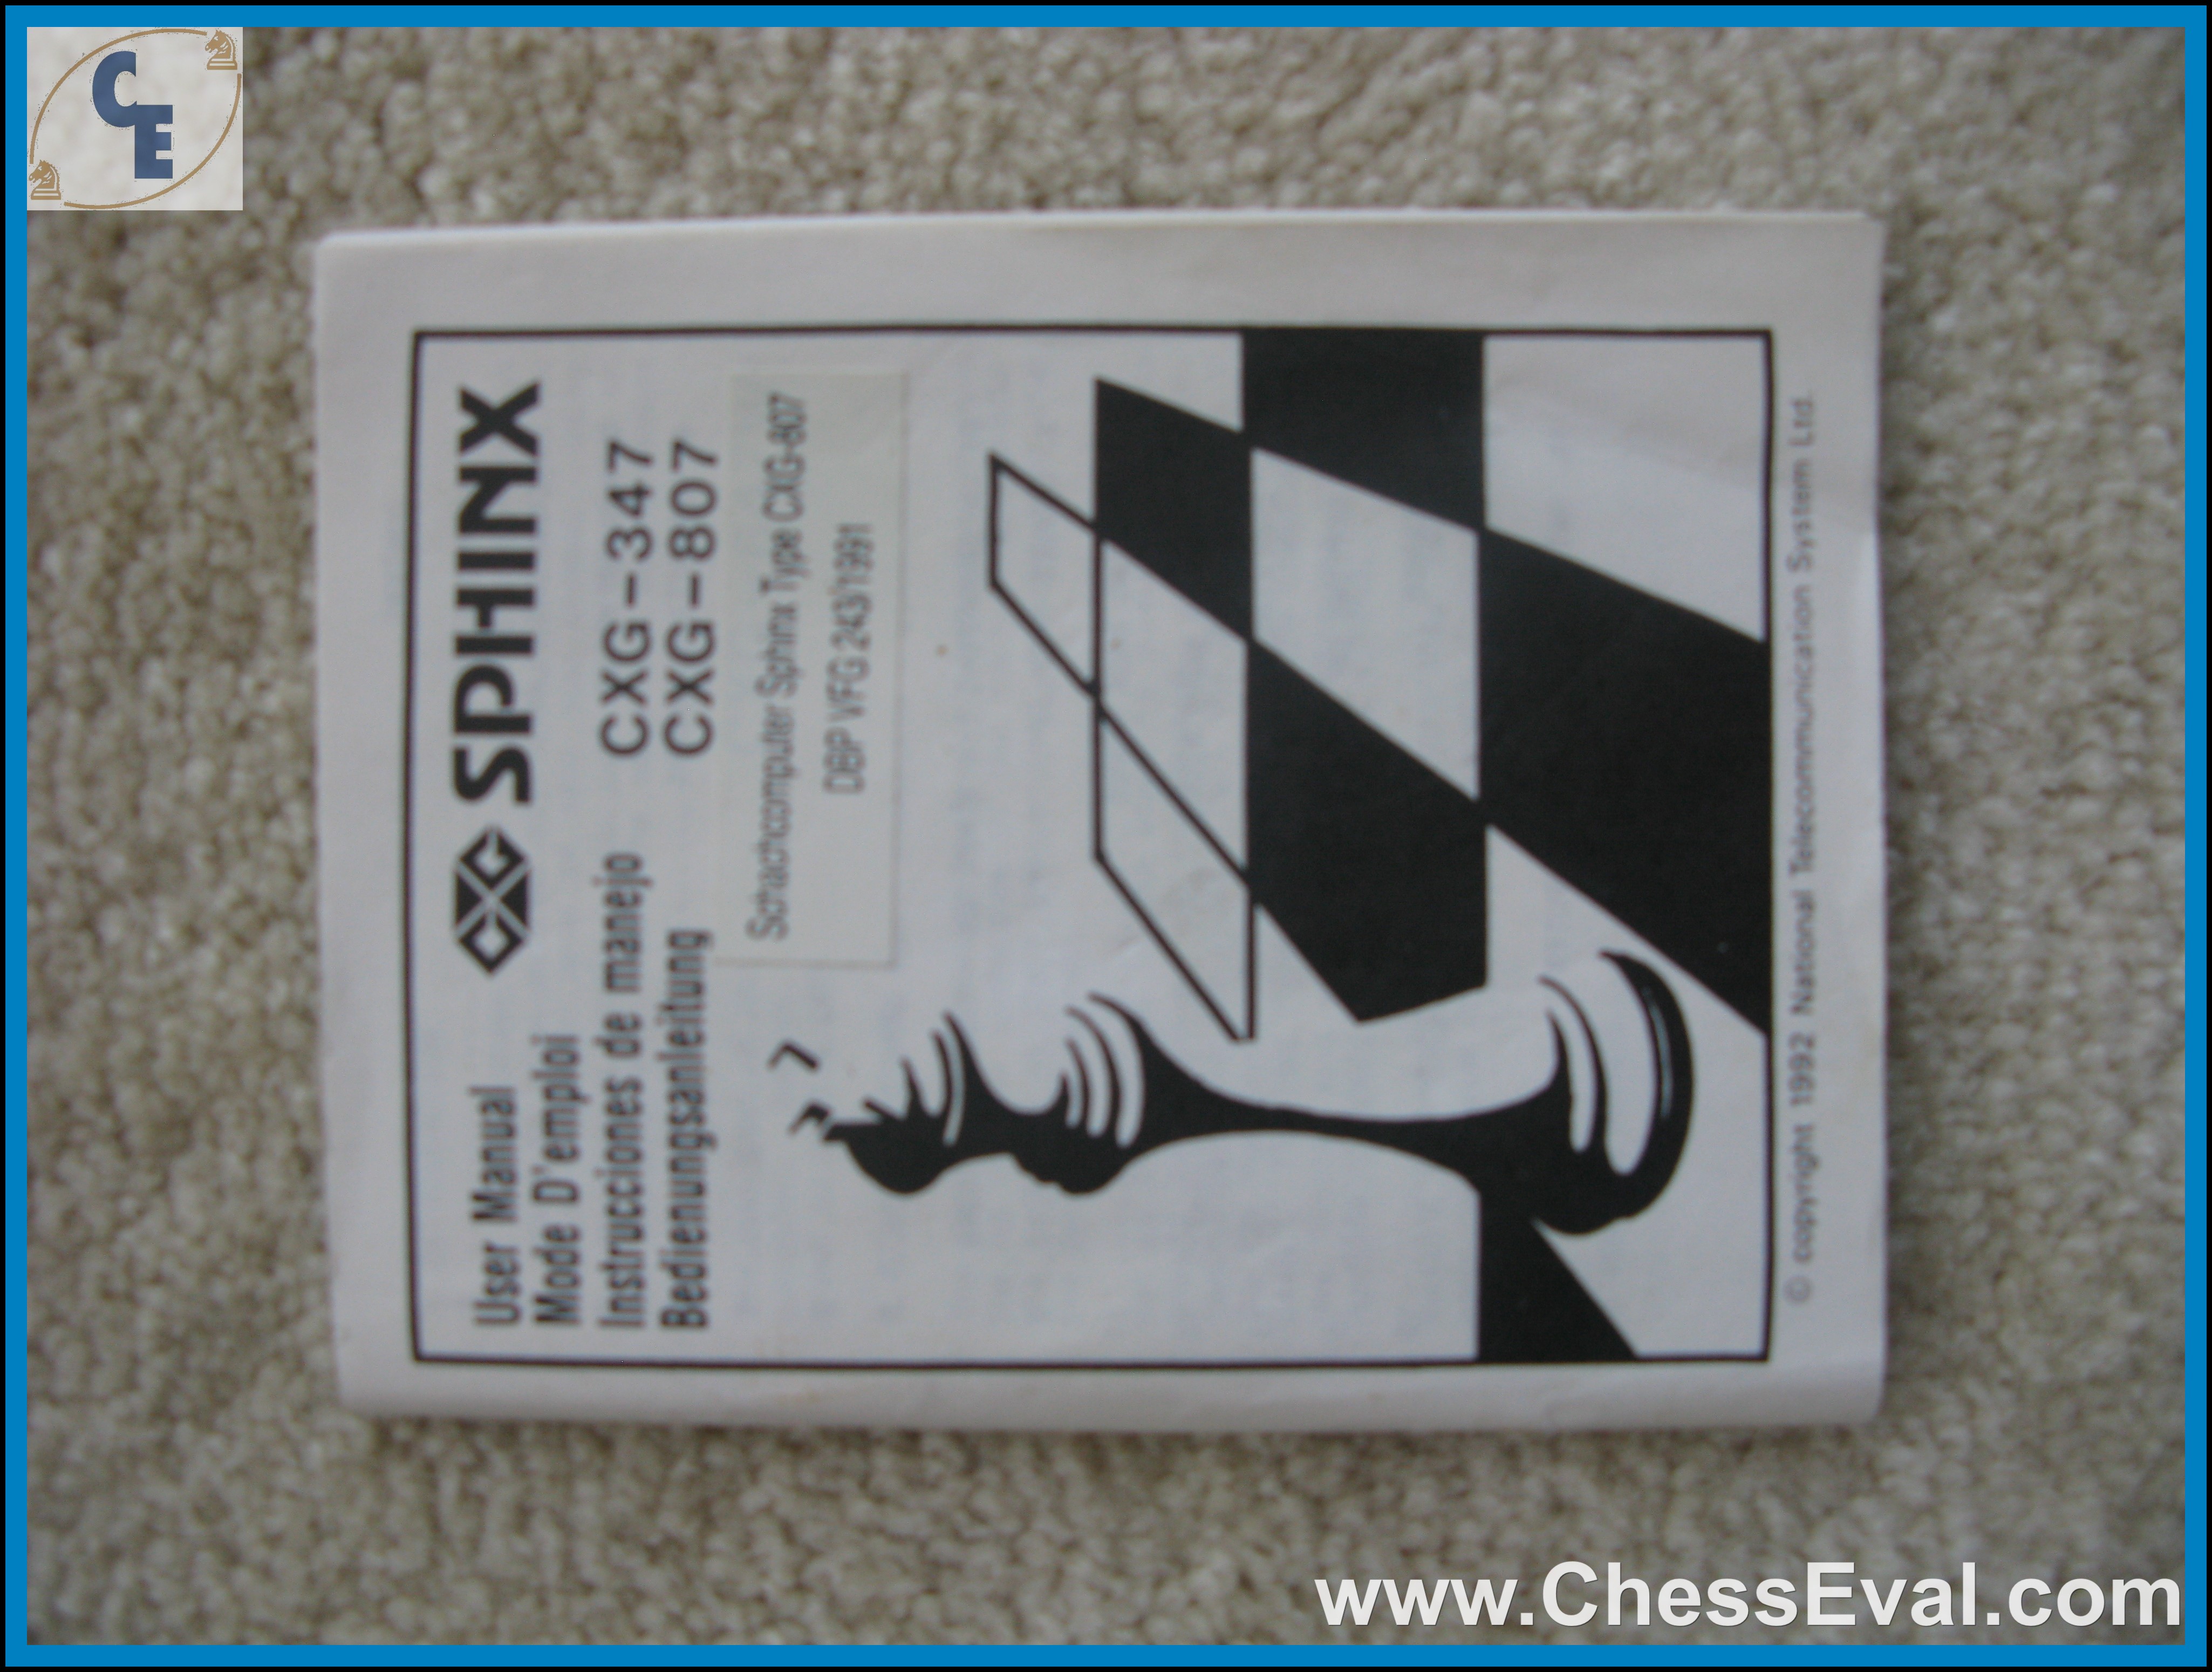 CE
CXG SPHINX
User Manual
Mode D'emploi
Instrucciones de manejo CXG-347
Bedienungsanleitung CXG-807
Schachcomputer Sphinx Type CXG-807
DBP VFG 243/1991
© copyright 1992 National Telecommunication System Ltd.
www.ChessEval.com